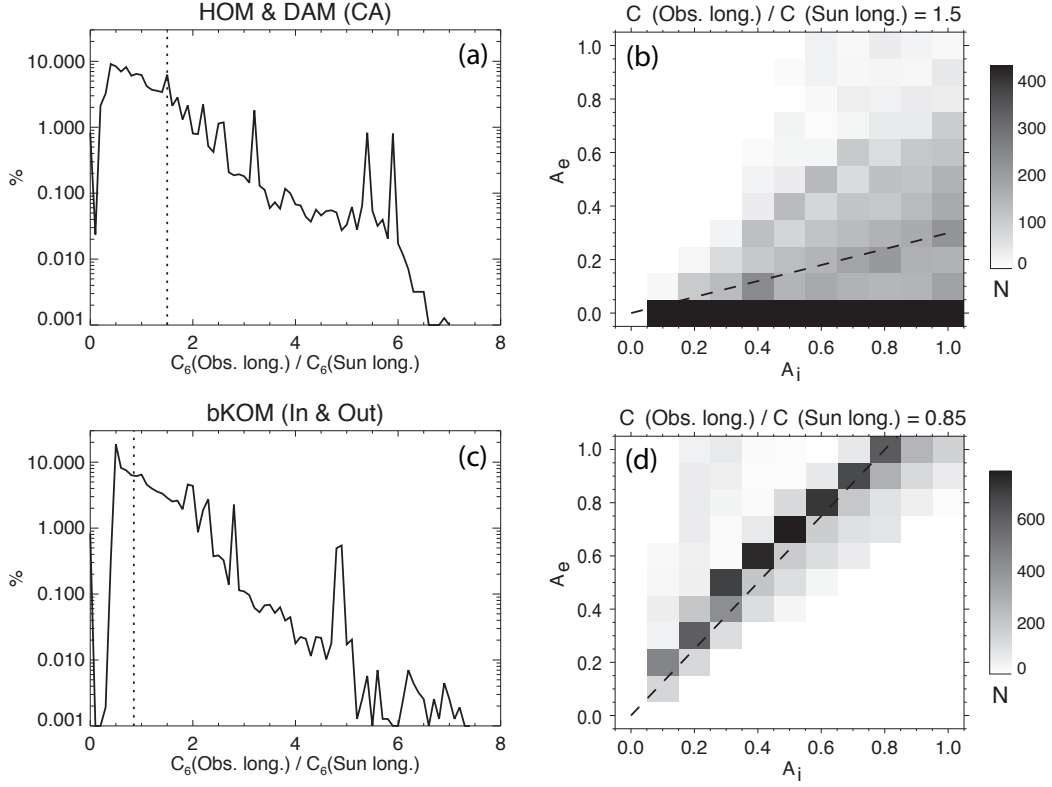 HOM & DAM (CA)
(a)
10.000
1.000
0.100
0.010
0.001
%
0 2 4 6 8
C₆(Obs. long.) / C₆(Sun long.)
C (Obs. long.) / C (Sun long.) = 1.5
(b)
1.0
0.8
0.6
0.4
0.2
0.0
Aₑ
0.0 0.2 0.4 0.6 0.8 1.0
Aᵢ
400
300
200
100
0
N
bKOM (In & Out)
(c)
10.000
1.000
0.100
0.010
0.001
%
0 2 4 6 8
C₆(Obs. long.) / C₆(Sun long.)
C (Obs. long.) / C (Sun long.) = 0.85
(d)
1.0
0.8
0.6
0.4
0.2
0.0
Aₑ
0.0 0.2 0.4 0.6 0.8 1.0
Aᵢ
600
400
200
0
N